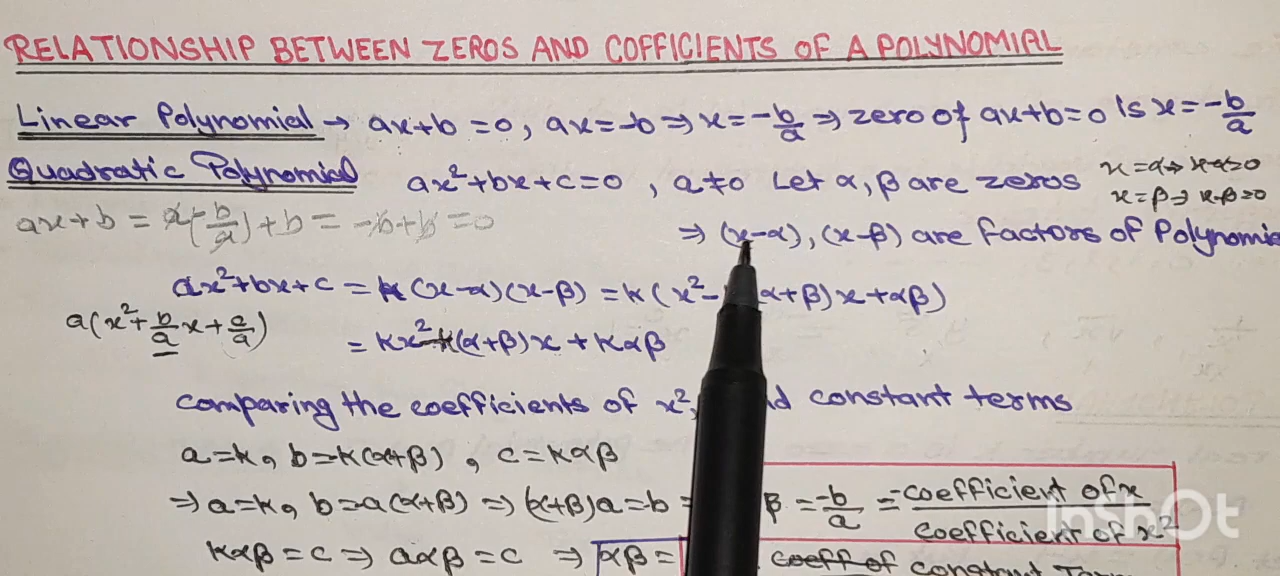 RELATIONSHIP BETWEEN ZEROS AND COFFICIENTS OF A POLYNOMIAL
Linear Polynomial → ax+b=0, ax=-b ⇒ x=-b/a ⇒ zero of ax+b=0 Is x=-b/a
Quadratic Polynomial ax²+bx+c=0, a≠0 Let α, β are zeros
x=α⇒ x-α=0
x=β⇒ x-β=0
ax+b = a(-b/a)+b = -b+b=0
⇒ (x-α), (x-β) are factors of Polynomia
ax²+bx+c = k(x-α)(x-β) = k(x²- (α+β)x+αβ)
a(x²+b/a x+a/a)
= kx²-k(α+β)x+kαβ
comparing the coefficients of x², d constant terms
a=k, b=-k(α+β), c=kαβ
⇒ a=k, b=-a(α+β) ⇒ (α+β)a=-b β = -b/a = -coefficient of x/coefficient of x²
kαβ=c ⇒ aαβ=c ⇒ αβ= coeff of constant Term
InShOt